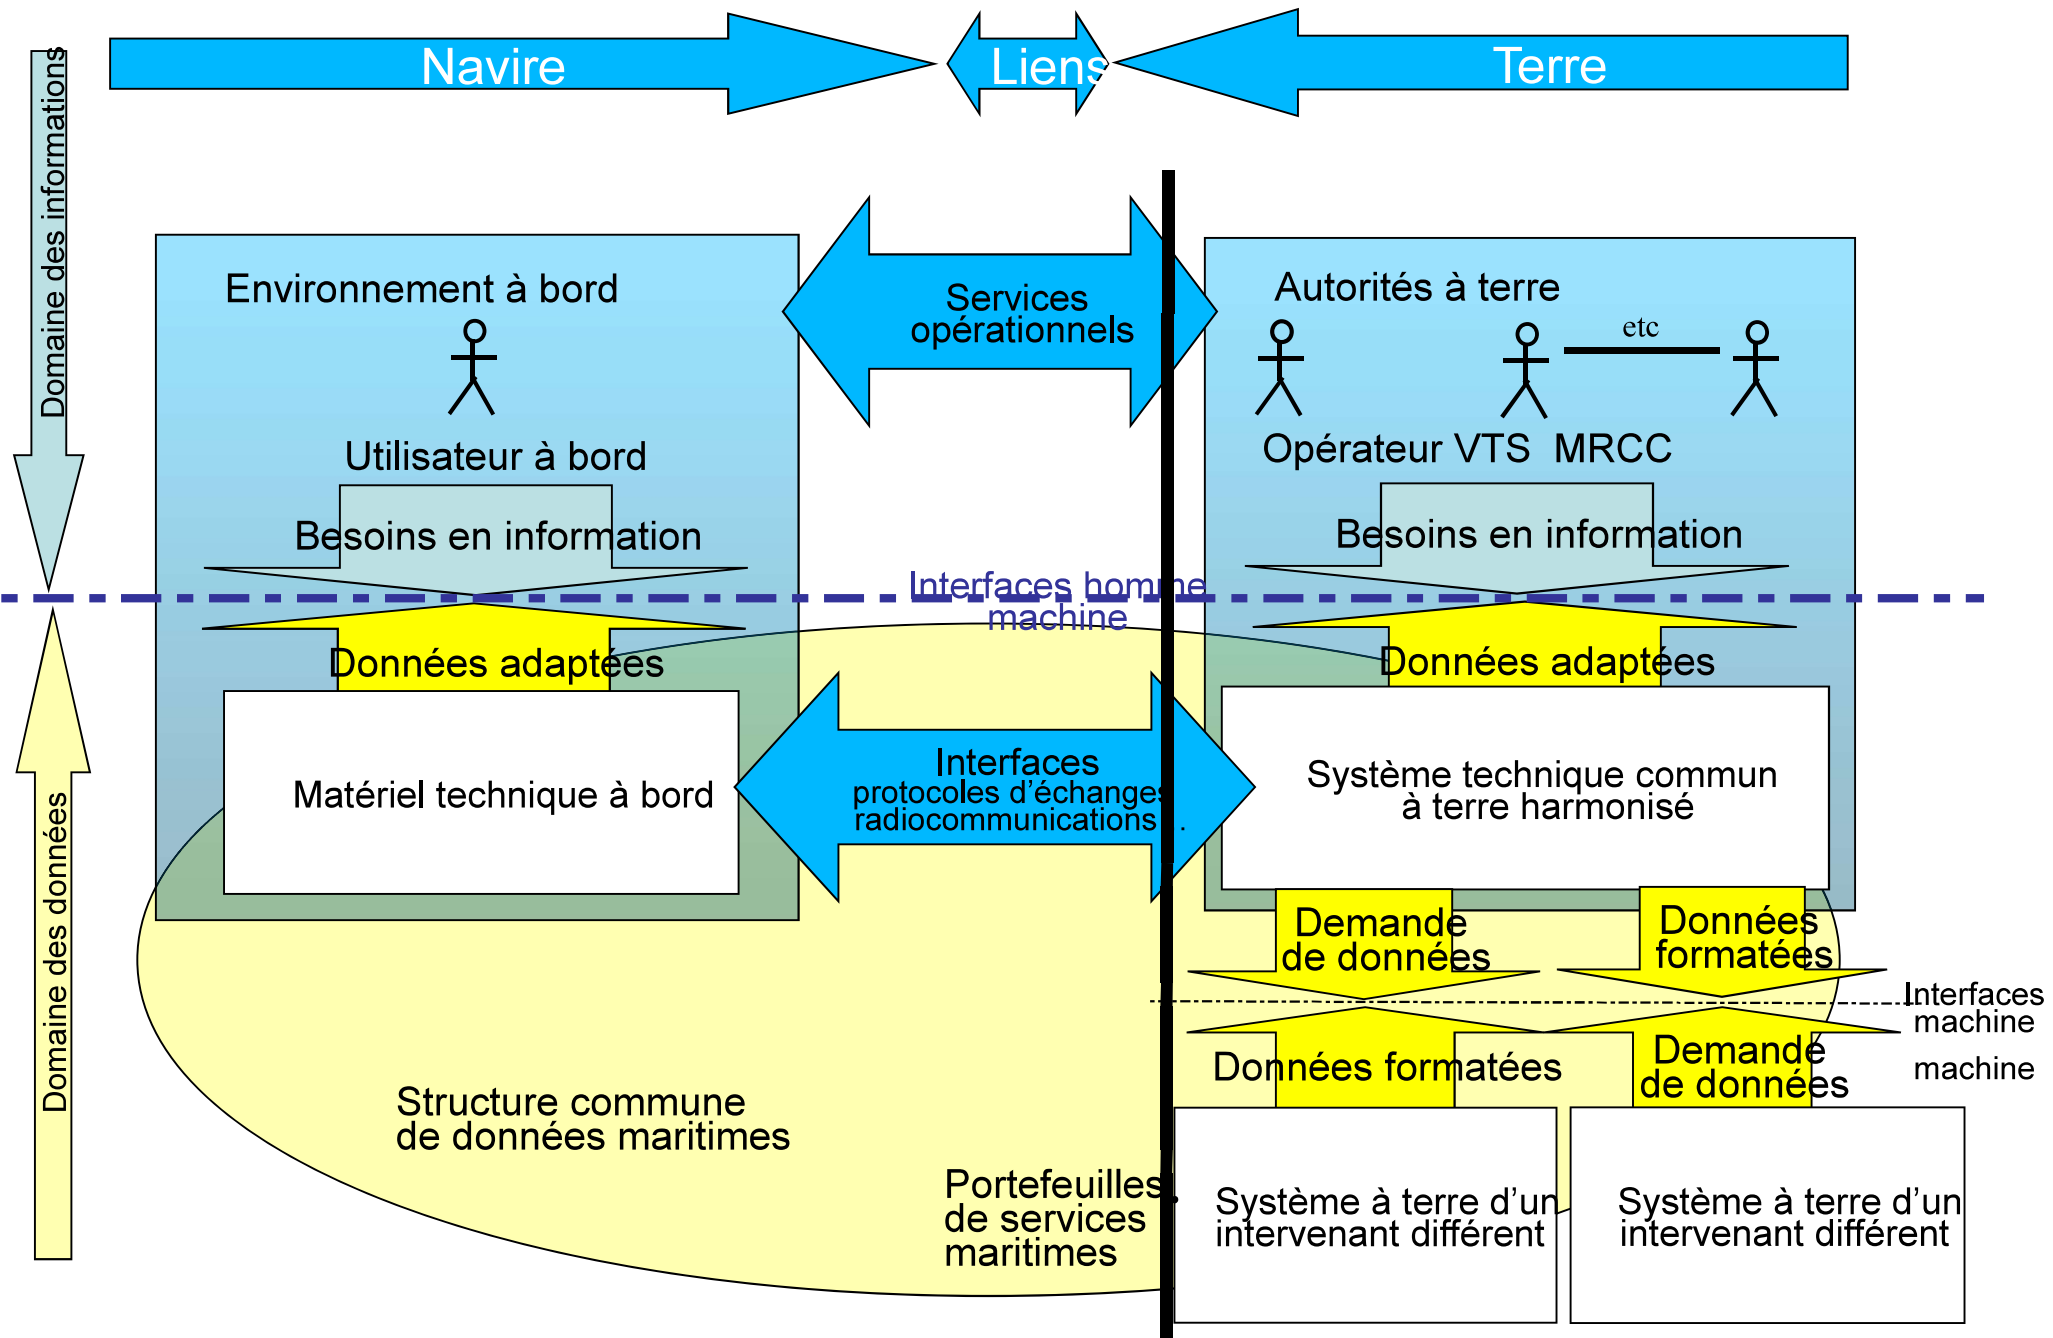 Navire
Liens
Terre
Domaine des informations
Environnement à bord
Utilisateur à bord
Besoins en information
Services
opérationnels
Autorités à terre
etc
Opérateur VTS MRCC
Besoins en information
Interfaces homme
machine
Domaine des données
Données adaptées
Matériel technique à bord
Interfaces
protocoles d’échanges
radiocommunications .
Données adaptées
Système technique commun
à terre harmonisé
Demande
de données
Données
formatées
Interfaces
machine
machine
Données formatées
Demande
de données
Structure commune
de données maritimes
Portefeuilles
de services
maritimes
Système à terre d’un
intervenant différent
Système à terre d’un
intervenant différent